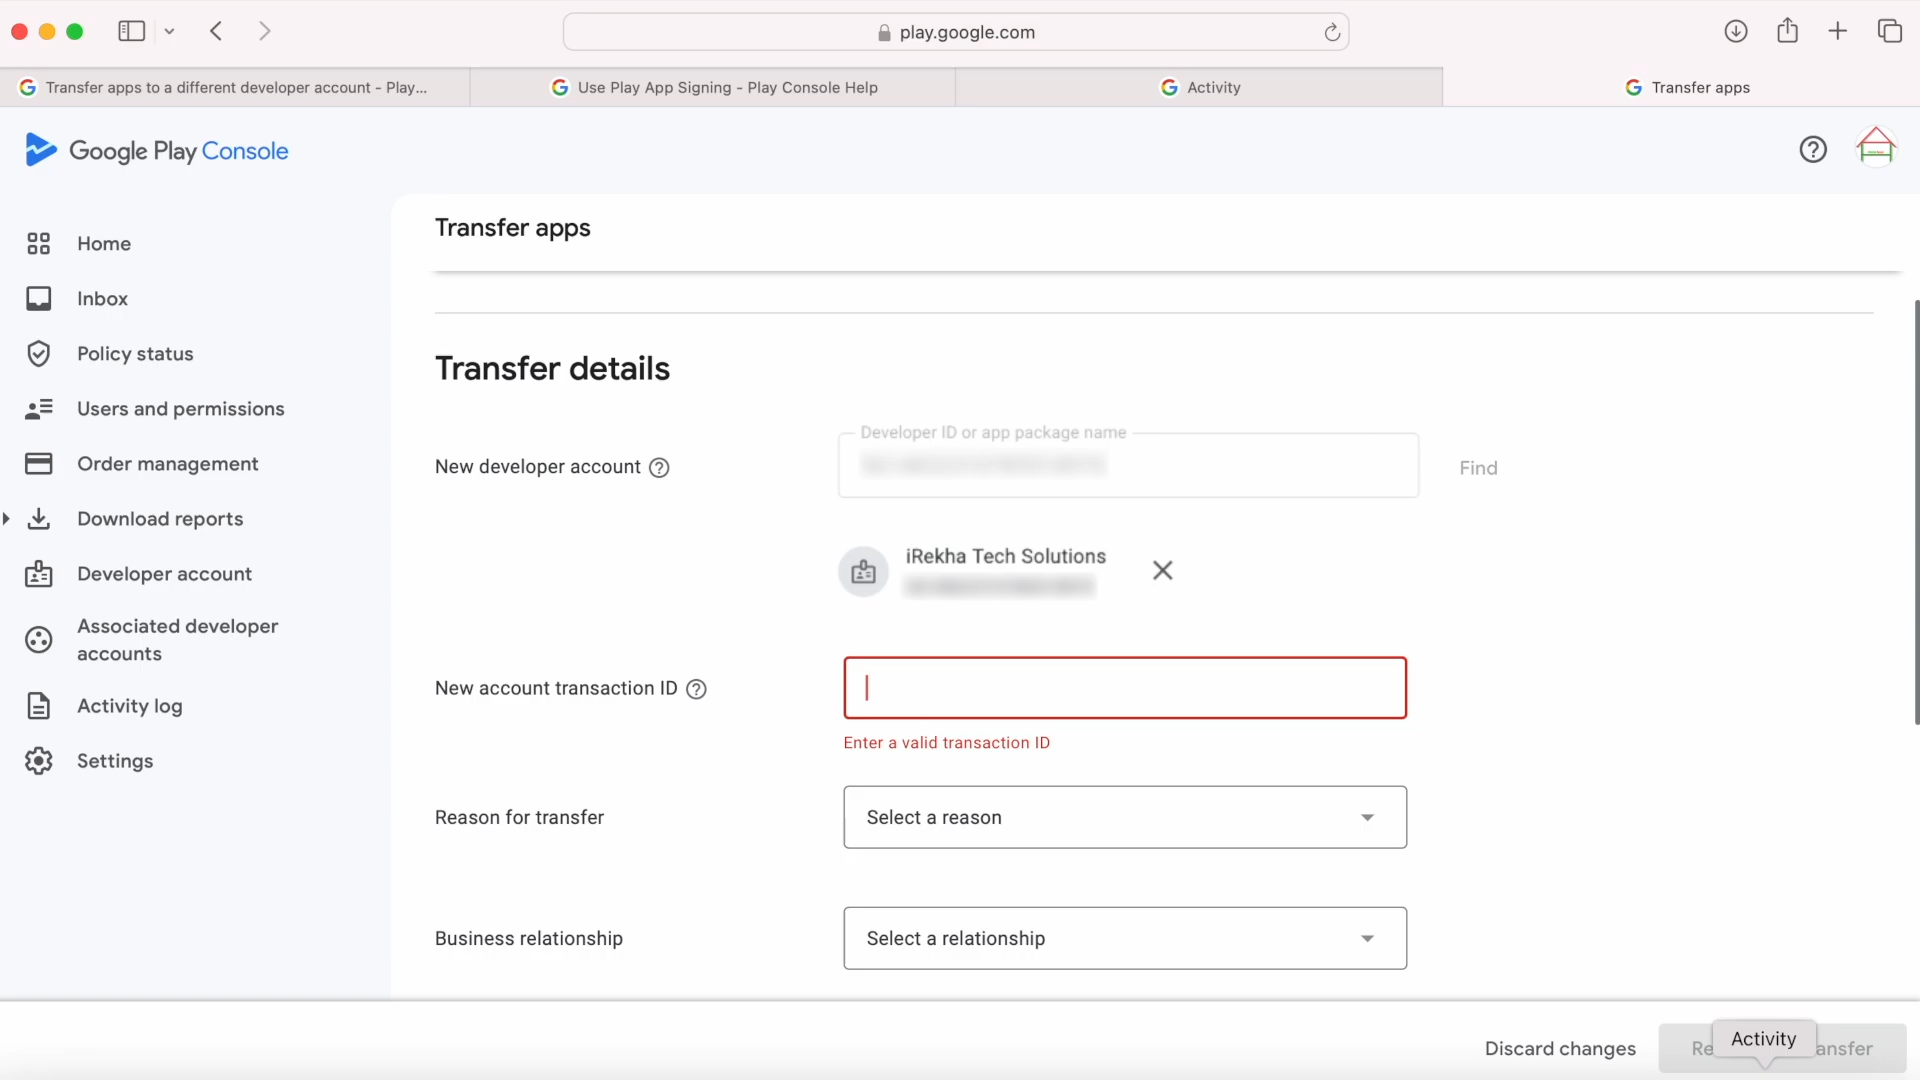 play.google.com
Transfer apps to a different developer account - Play...
Use Play App Signing - Play Console Help
Activity
Transfer apps
Google Play Console
Home
Inbox
Policy status
Users and permissions
Order management
Download reports
Developer account
Associated developer
accounts
Activity log
Settings
Transfer apps
Transfer details
Developer ID or app package name
New developer account
Find
iRekha Tech Solutions
New account transaction ID
Enter a valid transaction ID
Reason for transfer
Select a reason
Business relationship
Select a relationship
Discard changes
Activity